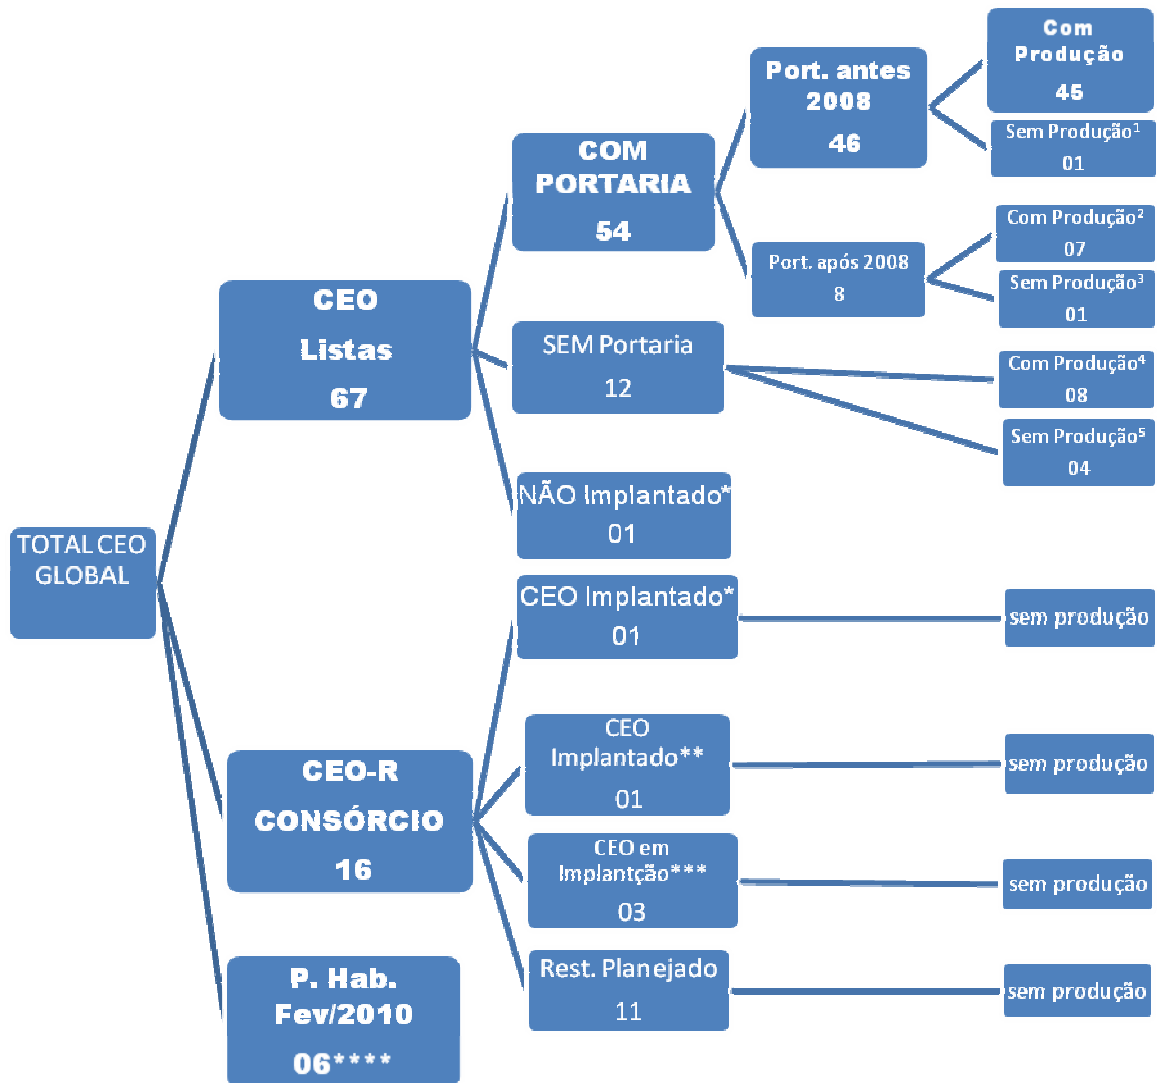 TOTAL CEO
GLOBAL
CEO
Listas
67
COM
PORTARIA
54
Port. antes
2008
46
Com
Produção
45
Sem Produção¹
01
Port. após 2008
8
Com Produção²
07
Sem Produção³
01
SEM Portaria
12
Com Produção⁴
08
Sem Produção⁵
04
NÃO Implantado*
01
CEO-R
CONSÓRCIO
16
CEO Implantado*
01
sem produção
CEO
Implantado**
01
sem produção
CEO em
Implantção***
03
sem produção
Rest. Planejado
11
sem produção
P. Hab.
Fev/2010
06****